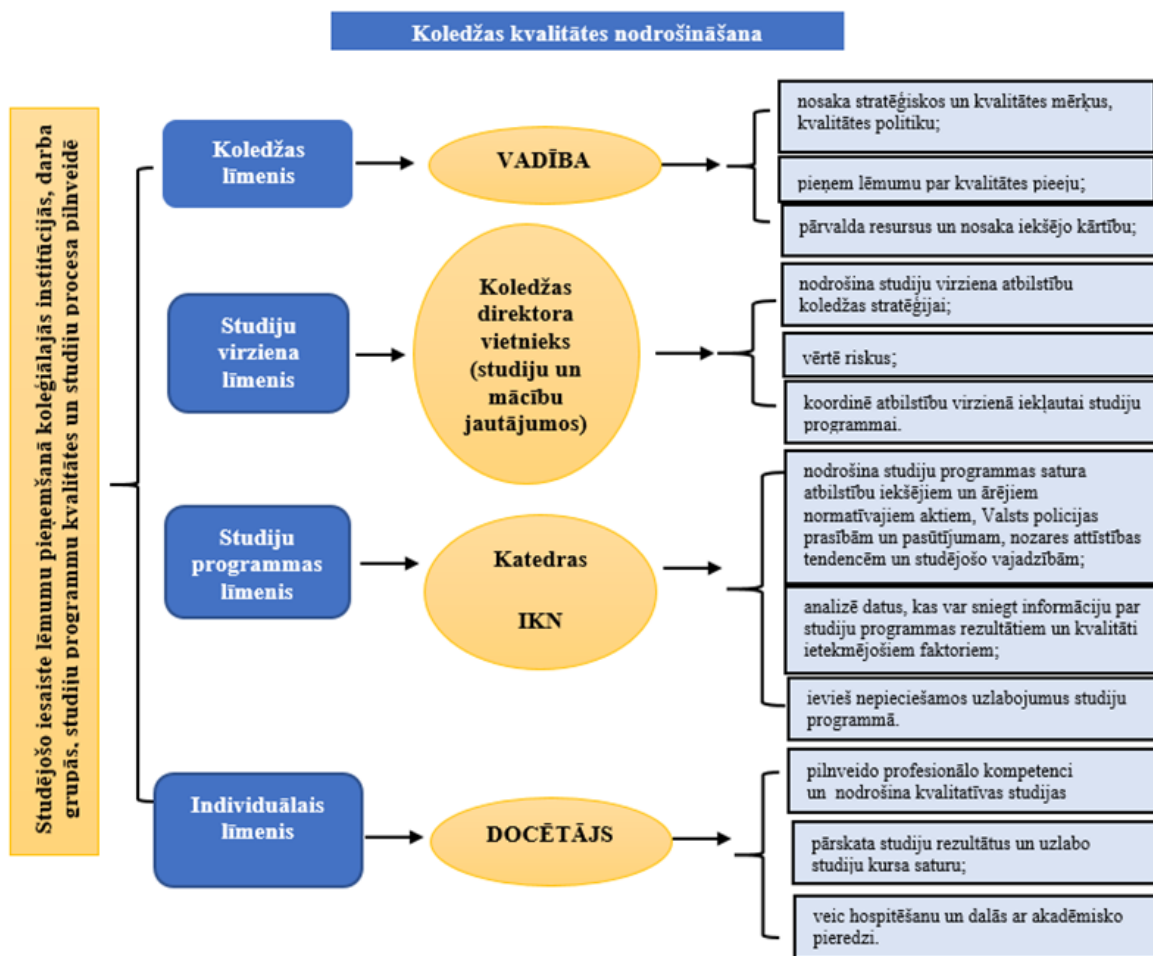 Koledžas kvalitātes nodrošināšana
Studējošo iesaiste lēmumu pieņemšanā koleģiālajās institūcijās, darba
grupās, studiju programmu kvalitātes un studiju procesa pilnveidē
Koledžas
līmenis
VADĪBA
nosaka stratēģiskos un kvalitātes mērķus,
kvalitātes politiku;
pieņem lēmumu par kvalitātes pieeju;
pārvalda resursus un nosaka iekšējo kārtību;
Studiju
virziena
līmenis
Koledžas
direktora
vietnieks
(studiju un
mācību
jautājumos)
nodrošina studiju virziena atbilstību
koledžas stratēģijai;
vērtē riskus;
koordinē atbilstību virzienā iekļautai studiju
programmai.
Studiju
programmas
līmenis
Katedras
IKN
nodrošina studiju programmas satura
atbilstību iekšējiem un ārējiem
normatīvajiem aktiem, Valsts policijas
prasībām un pasūtījumam, nozares attīstības
tendencēm un studējošo vajadzībām;
analizē datus, kas var sniegt informāciju par
studiju programmas rezultātiem un kvalitāti
ietekmējošiem faktoriem;
ievieš nepieciešamos uzlabojumus studiju
programmā.
Individuālais
līmenis
DOCĒTĀJS
pilnveido profesionālo kompetenci
un nodrošina kvalitatīvas studijas
pārskata studiju rezultātus un uzlabo
studiju kursa saturu;
veic hospitēšanu un dalās ar akadēmisko
pieredzi.